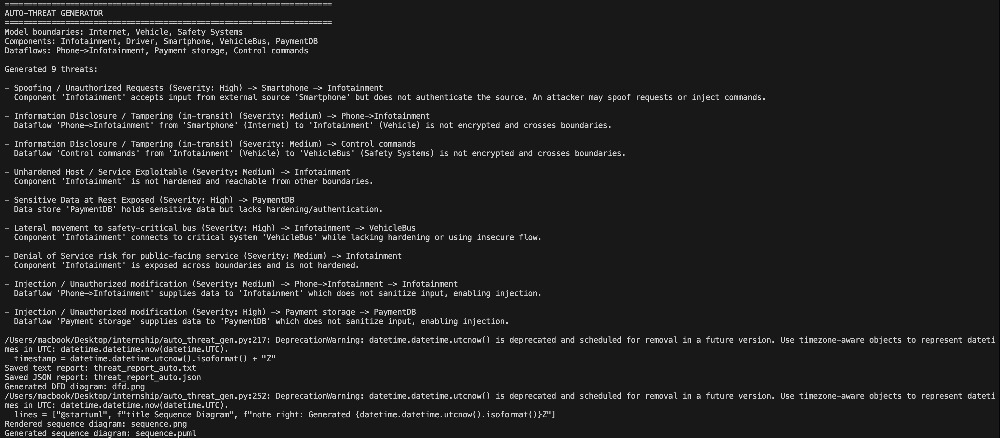 ======================================================================
AUTO-THREAT GENERATOR
======================================================================
Model boundaries: Internet, Vehicle, Safety Systems
Components: Infotainment, Driver, Smartphone, VehicleBus, PaymentDB
Dataflows: Phone->Infotainment, Payment storage, Control commands
Generated 9 threats:
- Spoofing / Unauthorized Requests (Severity: High) -> Smartphone -> Infotainment
  Component 'Infotainment' accepts input from external source 'Smartphone' but does not authenticate the source. An attacker may spoof requests or inject commands.
- Information Disclosure / Tampering (in-transit) (Severity: Medium) -> Phone->Infotainment
  Dataflow 'Phone->Infotainment' from 'Smartphone' (Internet) to 'Infotainment' (Vehicle) is not encrypted and crosses boundaries.
- Information Disclosure / Tampering (in-transit) (Severity: Medium) -> Control commands
  Dataflow 'Control commands' from 'Infotainment' (Vehicle) to 'VehicleBus' (Safety Systems) is not encrypted and crosses boundaries.
- Unhardened Host / Service Exploitable (Severity: Medium) -> Infotainment
  Component 'Infotainment' is not hardened and reachable from other boundaries.
- Sensitive Data at Rest Exposed (Severity: High) -> PaymentDB
  Data store 'PaymentDB' holds sensitive data but lacks hardening/authentication.
- Lateral movement to safety-critical bus (Severity: High) -> Infotainment -> VehicleBus
  Component 'Infotainment' connects to critical system 'VehicleBus' while lacking hardening or using insecure flow.
- Denial of Service risk for public-facing service (Severity: Medium) -> Infotainment
  Component 'Infotainment' is exposed across boundaries and is not hardened.
- Injection / Unauthorized modification (Severity: Medium) -> Phone->Infotainment -> Infotainment
  Dataflow 'Phone->Infotainment' supplies data to 'Infotainment' which does not sanitize input, enabling injection.
- Injection / Unauthorized modification (Severity: High) -> Payment storage -> PaymentDB
  Dataflow 'Payment storage' supplies data to 'PaymentDB' which does not sanitize input, enabling injection.
/Users/macbook/Desktop/internship/auto_threat_gen.py:217: DeprecationWarning: datetime.datetime.utcnow() is deprecated and scheduled for removal in a future version. Use timezone-aware objects to represent dateti
mes in UTC: datetime.datetime.now(datetime.UTC).
  timestamp = datetime.datetime.utcnow().isoformat() + "Z"
Saved text report: threat_report_auto.txt
Saved JSON report: threat_report_auto.json
Generated DFD diagram: dfd.png
/Users/macbook/Desktop/internship/auto_threat_gen.py:252: DeprecationWarning: datetime.datetime.utcnow() is deprecated and scheduled for removal in a future version. Use timezone-aware objects to represent dateti
mes in UTC: datetime.datetime.now(datetime.UTC).
  lines = ["@startuml", f"title Sequence Diagram", f"note right: Generated {datetime.datetime.utcnow().isoformat()}Z"]
Rendered sequence diagram: sequence.png
Generated sequence diagram: sequence.puml